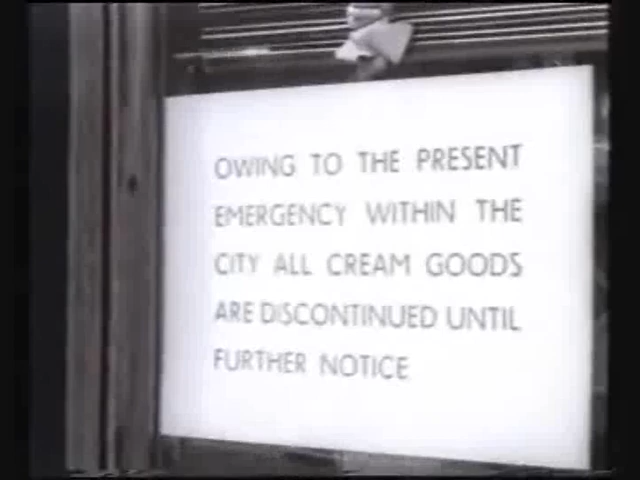 OWING TO THE PRESENT
EMERGENCY WITHIN THE
CITY ALL CREAM GOODS
ARE DISCONTINUED UNTIL
FURTHER NOTICE